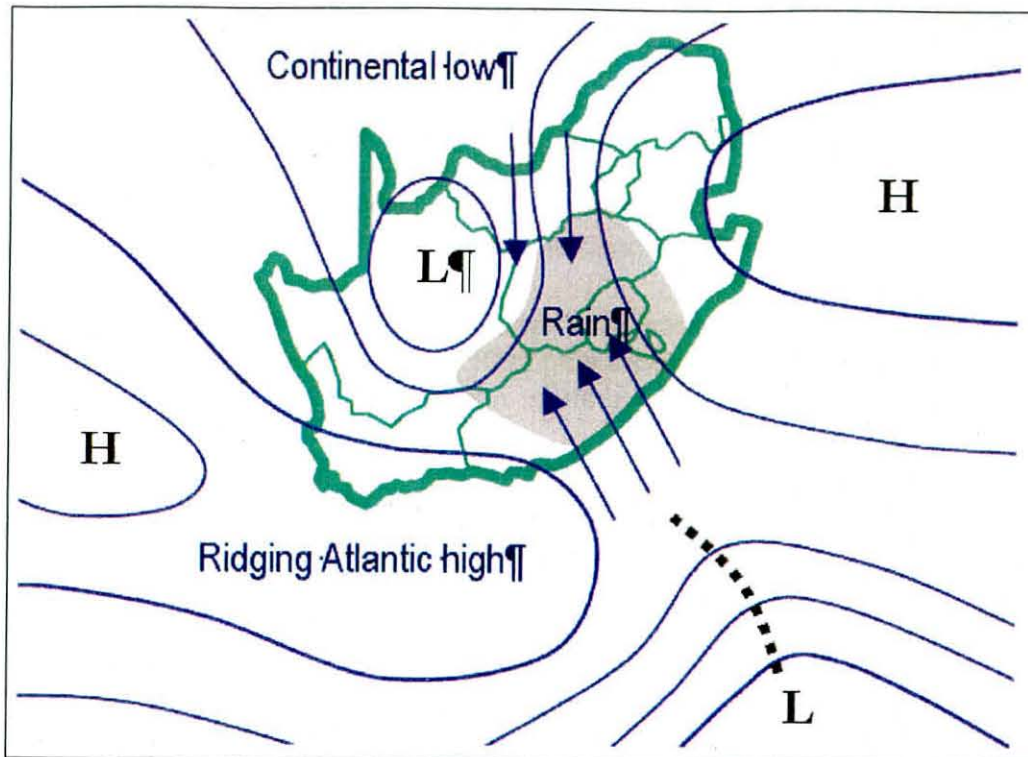 Continental·low¶
H
L¶
Rain¶
H
Ridging·Atlantic·high¶
L